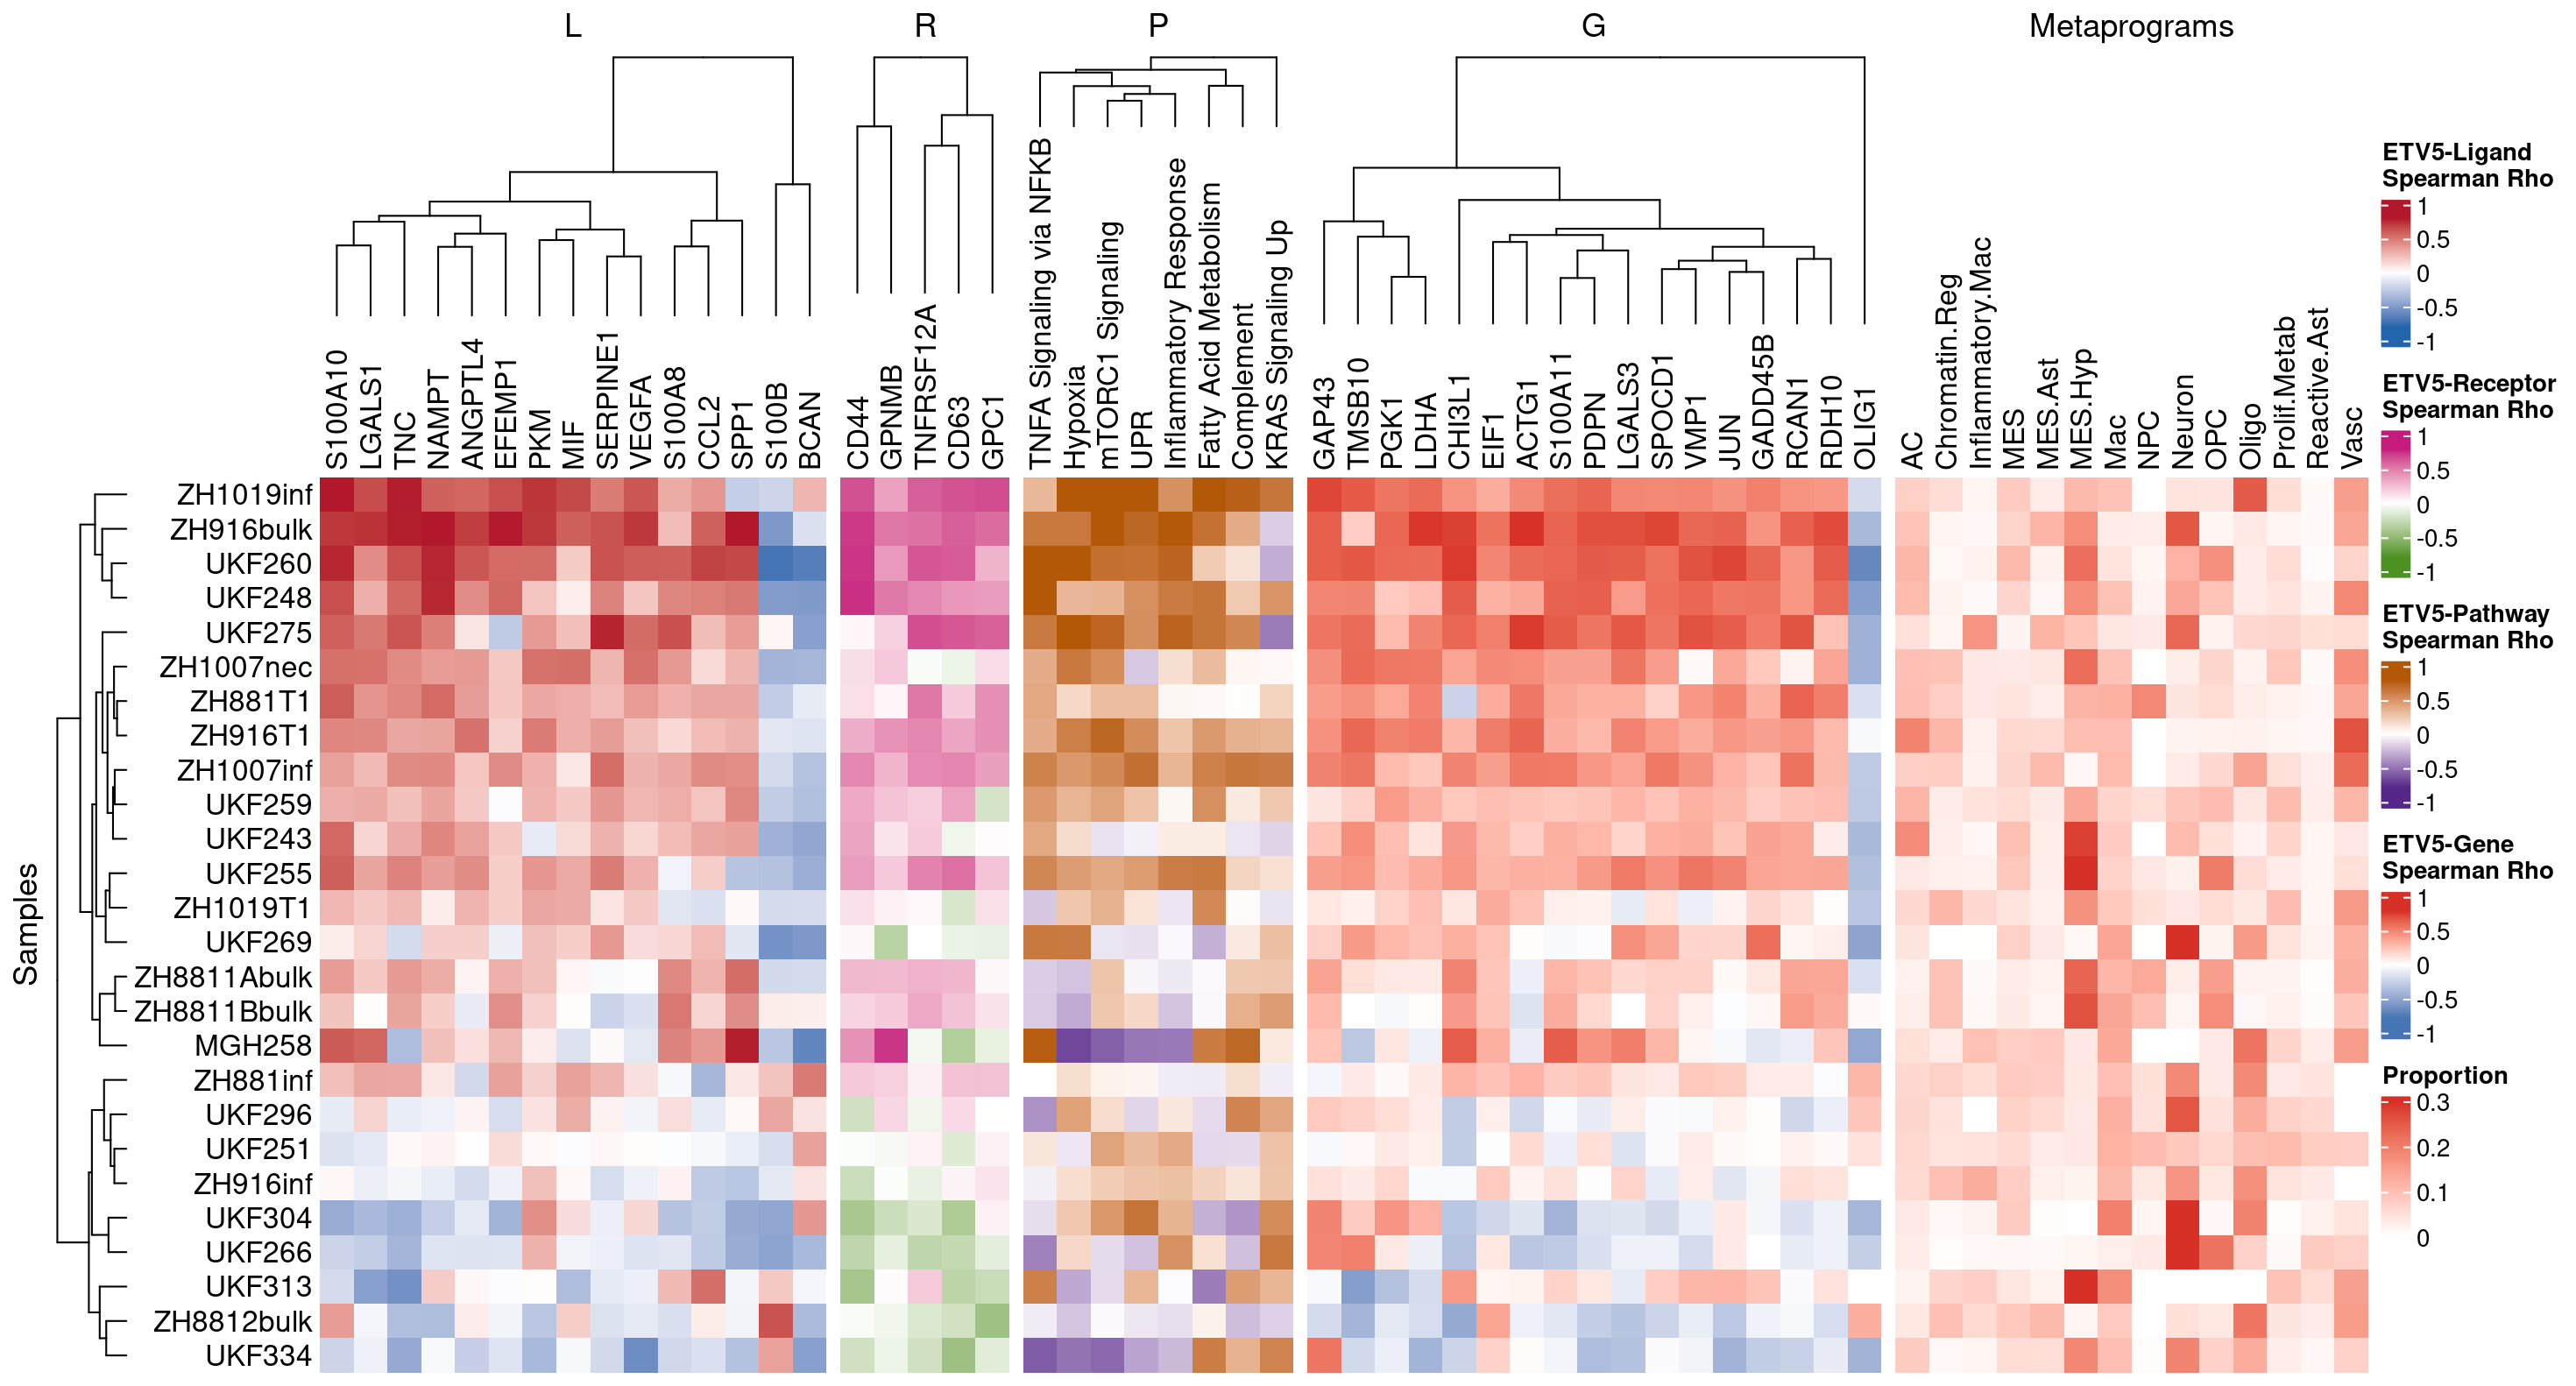 L
R
P
G
Metaprograms
S100A10
LGALS1
TNC
NAMPT
ANGPTL4
EFEMP1
PKM
MIF
SERPINE1
VEGFA
S100A8
CCL2
SPP1
S100B
BCAN
CD44
GPNMB
TNFRSF12A
CD63
GPC1
TNFA Signaling via NFKB
Hypoxia
mTORC1 Signaling
UPR
Inflammatory Response
Fatty Acid Metabolism
Complement
KRAS Signaling Up
GAP43
TMSB10
PGK1
LDHA
CHI3L1
EIF1
ACTG1
S100A11
PDPN
LGALS3
SPOCD1
VMP1
JUN
GADD45B
RCAN1
RDH10
OLIG1
AC
Chromatin.Reg
Inflammatory.Mac
MES
MES.Ast
MES.Hyp
Mac
NPC
Neuron
OPC
Oligo
Prolif.Metab
Reactive.Ast
Vasc
Samples
ZH1019inf
ZH916bulk
UKF260
UKF248
UKF275
ZH1007nec
ZH881T1
ZH916T1
ZH1007inf
UKF259
UKF243
UKF255
ZH1019T1
UKF269
ZH8811Abulk
ZH8811Bbulk
MGH258
ZH881inf
UKF296
UKF251
ZH916inf
UKF304
UKF266
UKF313
ZH8812bulk
UKF334
ETV5-Ligand
Spearman Rho
1
0.5
0
-0.5
-1
ETV5-Receptor
Spearman Rho
1
0.5
0
-0.5
-1
ETV5-Pathway
Spearman Rho
1
0.5
0
-0.5
-1
ETV5-Gene
Spearman Rho
1
0.5
0
-0.5
-1
Proportion
0.3
0.2
0.1
0